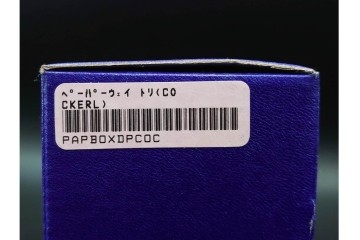 ﾍﾟｰﾊﾟｰｳｪｲ ﾄﾘ(CO
CKERL)
PAPBOXDPCOC